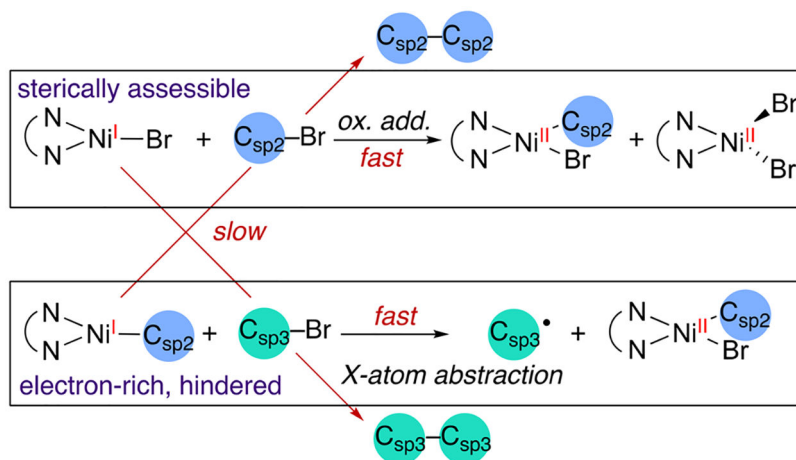 Csp2–Csp2
sterically assessible
N N Ni^I–Br + Csp2–Br ox. add. fast N N Ni^II Csp2 Br + N N Ni^II Br Br
slow
N N Ni^I–Csp2 + Csp3–Br fast Csp3• + N N Ni^II Csp2 Br
X-atom abstraction
electron-rich, hindered
Csp3–Csp3